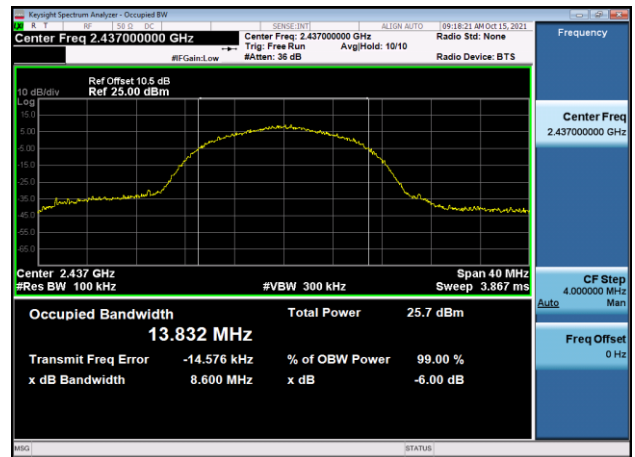 Keysight Spectrum Analyzer - Occupied BW
R T RF 50 Ω DC SENSE:INT ALIGN AUTO 09:18:21 AM Oct 15, 2021
Center Freq 2.437000000 GHz
Center Freq: 2.437000000 GHz
Radio Std: None
Trig: Free Run Avg|Hold: 10/10
#IFGain:Low
#Atten: 36 dB
Radio Device: BTS
Ref Offset 10.5 dB
10 dB/div Ref 25.00 dBm
Log
15.0
5.00
-5.00
-15.0
-25.0
-35.0
-45.0
-55.0
-65.0
Center 2.437 GHz Span 40 MHz
#Res BW 100 kHz #VBW 300 kHz Sweep 3.867 ms
Occupied Bandwidth Total Power 25.7 dBm
13.832 MHz
Transmit Freq Error -14.576 kHz % of OBW Power 99.00 %
x dB Bandwidth 8.600 MHz x dB -6.00 dB
MSG STATUS
Frequency
Center Freq
2.437000000 GHz
CF Step
4.000000 MHz
Auto Man
Freq Offset
0 Hz